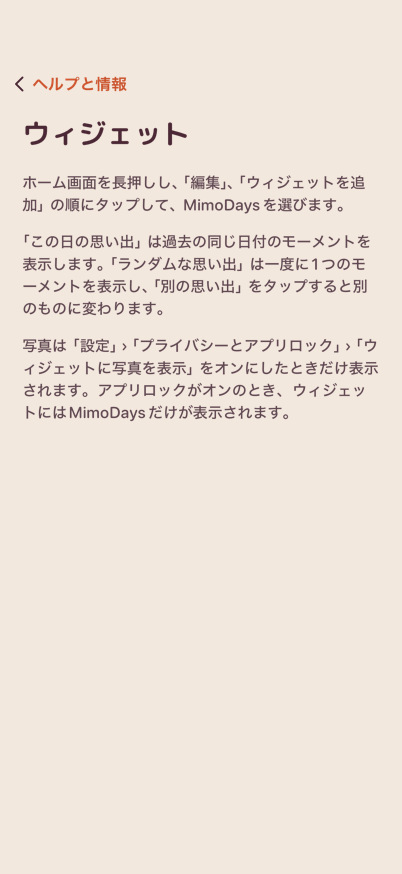 ヘルプと情報
ウィジェット
ホーム画面を長押しし、「編集」、「ウィジェットを追
加」の順にタップして、MimoDaysを選びます。
「この日の思い出」は過去の同じ日付のモーメントを
表示します。「ランダムな思い出」は一度に1つのモ
ーメントを表示し、「別の思い出」をタップすると別
のものに変わります。
写真は「設定」›「プライバシーとアプリロック」›「ウ
ィジェットに写真を表示」をオンにしたときだけ表示
されます。アプリロックがオンのとき、ウィジェッ
トにはMimoDaysだけが表示されます。